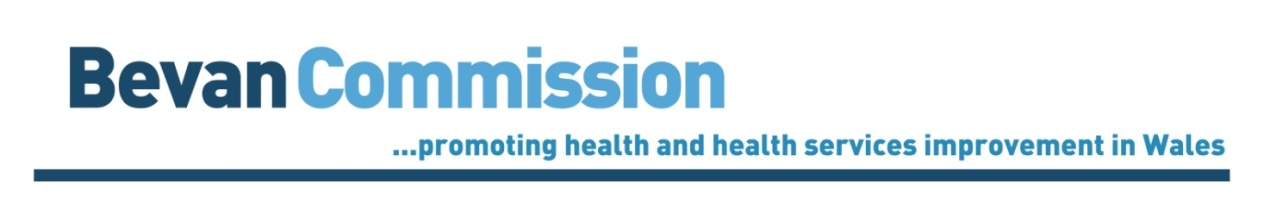 Bevan Commission
...promoting health and health services improvement in Wales